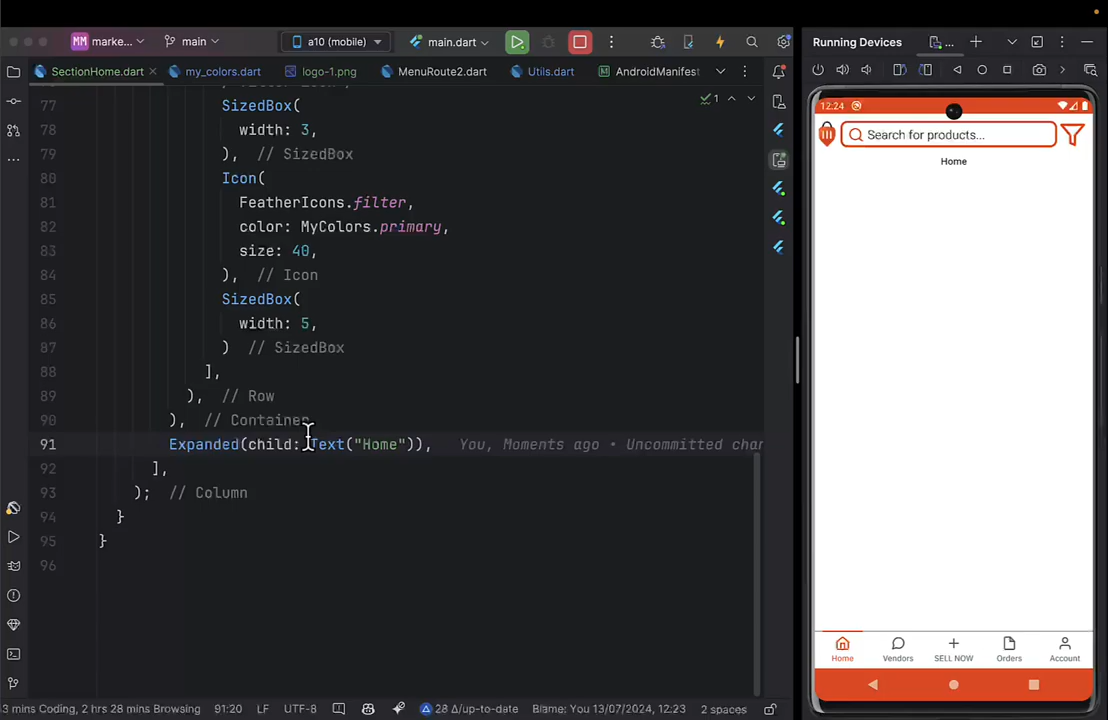 MM marke...
main
a10 (mobile)
main.dart
Running Devices
...
SectionHome.dart
my_colors.dart
logo-1.png
MenuRoute2.dart
Utils.dart
AndroidManifest
77 SizedBox(
78 width: 3,
79 ), // SizedBox
80 Icon(
81 FeatherIcons.filter,
82 color: MyColors.primary,
83 size: 40,
84 ), // Icon
85 SizedBox(
86 width: 5,
87 ) // SizedBox
88 ],
89 ), // Row
90 ), // Container
91 Expanded(child: Text("Home")), You, Moments ago • Uncommitted chan
92 ],
93 ); // Column
94 }
95 }
96
1
12:24
Search for products...
Home
Home
Vendors
SELL NOW
Orders
Account
3 mins Coding, 2 hrs 28 mins Browsing
91:20
LF
UTF-8
28 Δ/up-to-date
Blame: You 13/07/2024, 12:23
2 spaces